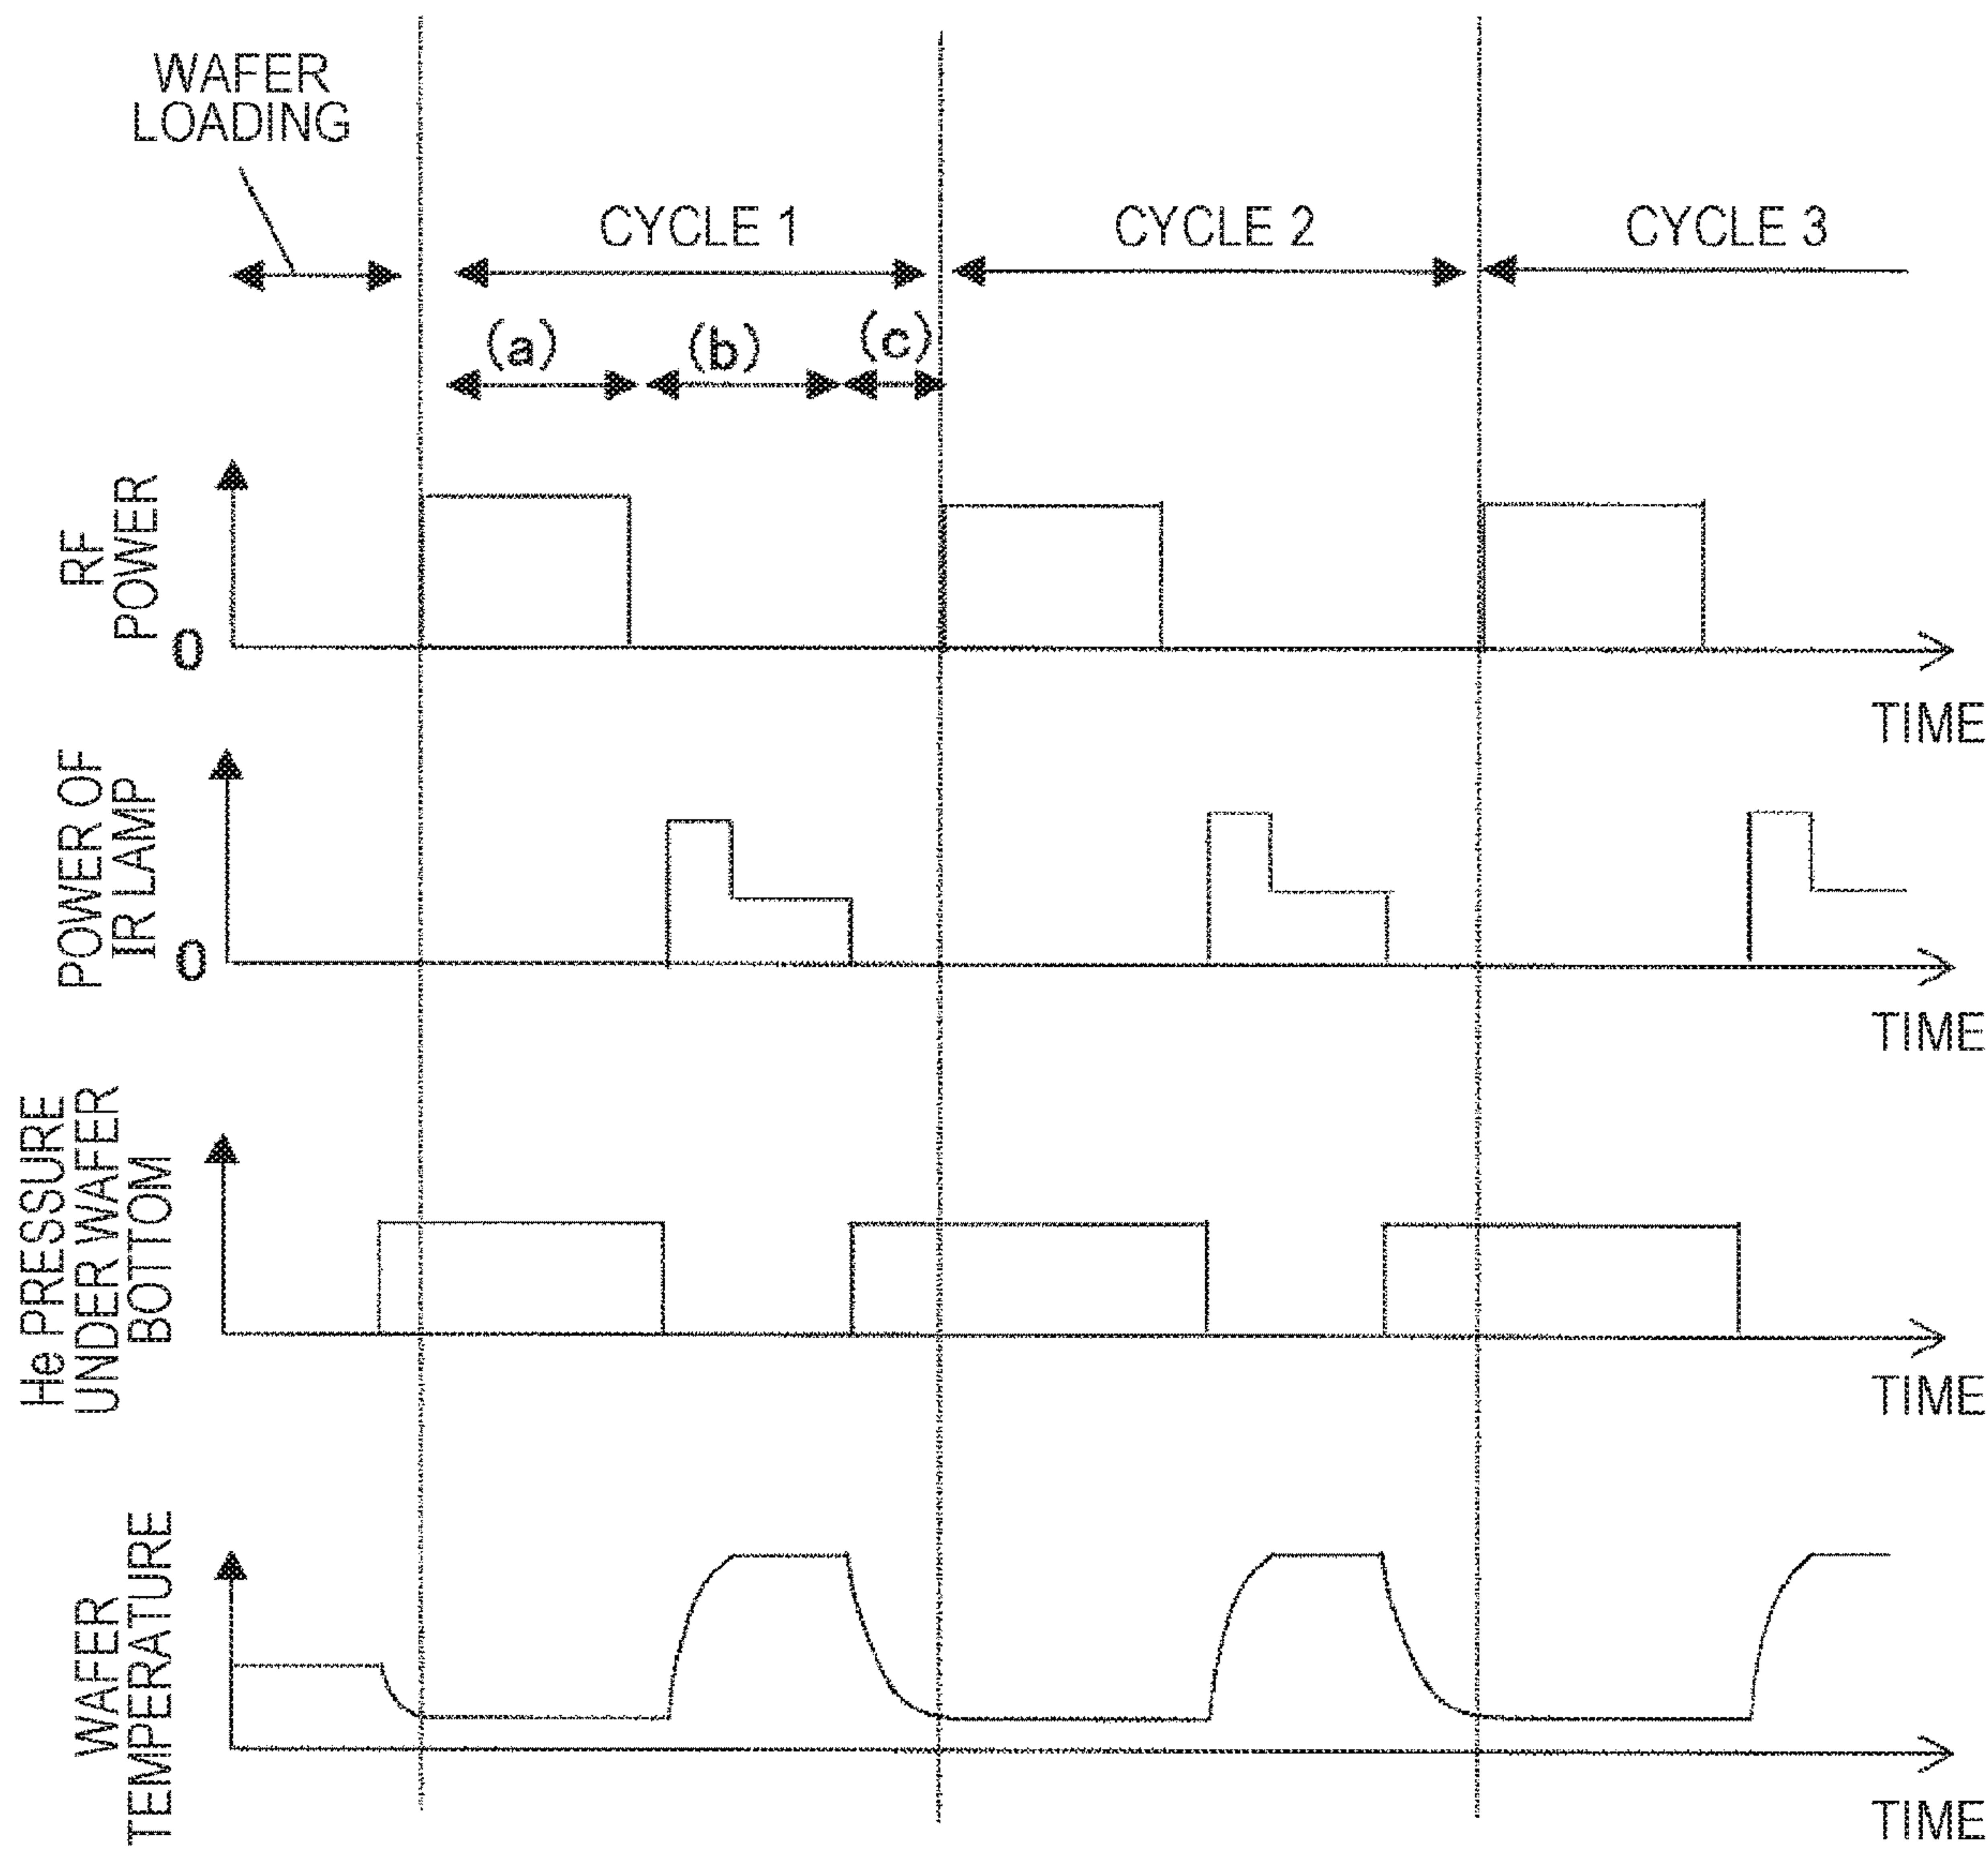 WAFER
LOADING
CYCLE 1
CYCLE 2
CYCLE 3
(a)
(b)
(c)
RF
POWER
0
TIME
POWER OF
IR LAMP
0
TIME
He PRESSURE
UNDER WAFER
BOTTOM
TIME
WAFER
TEMPERATURE
TIME